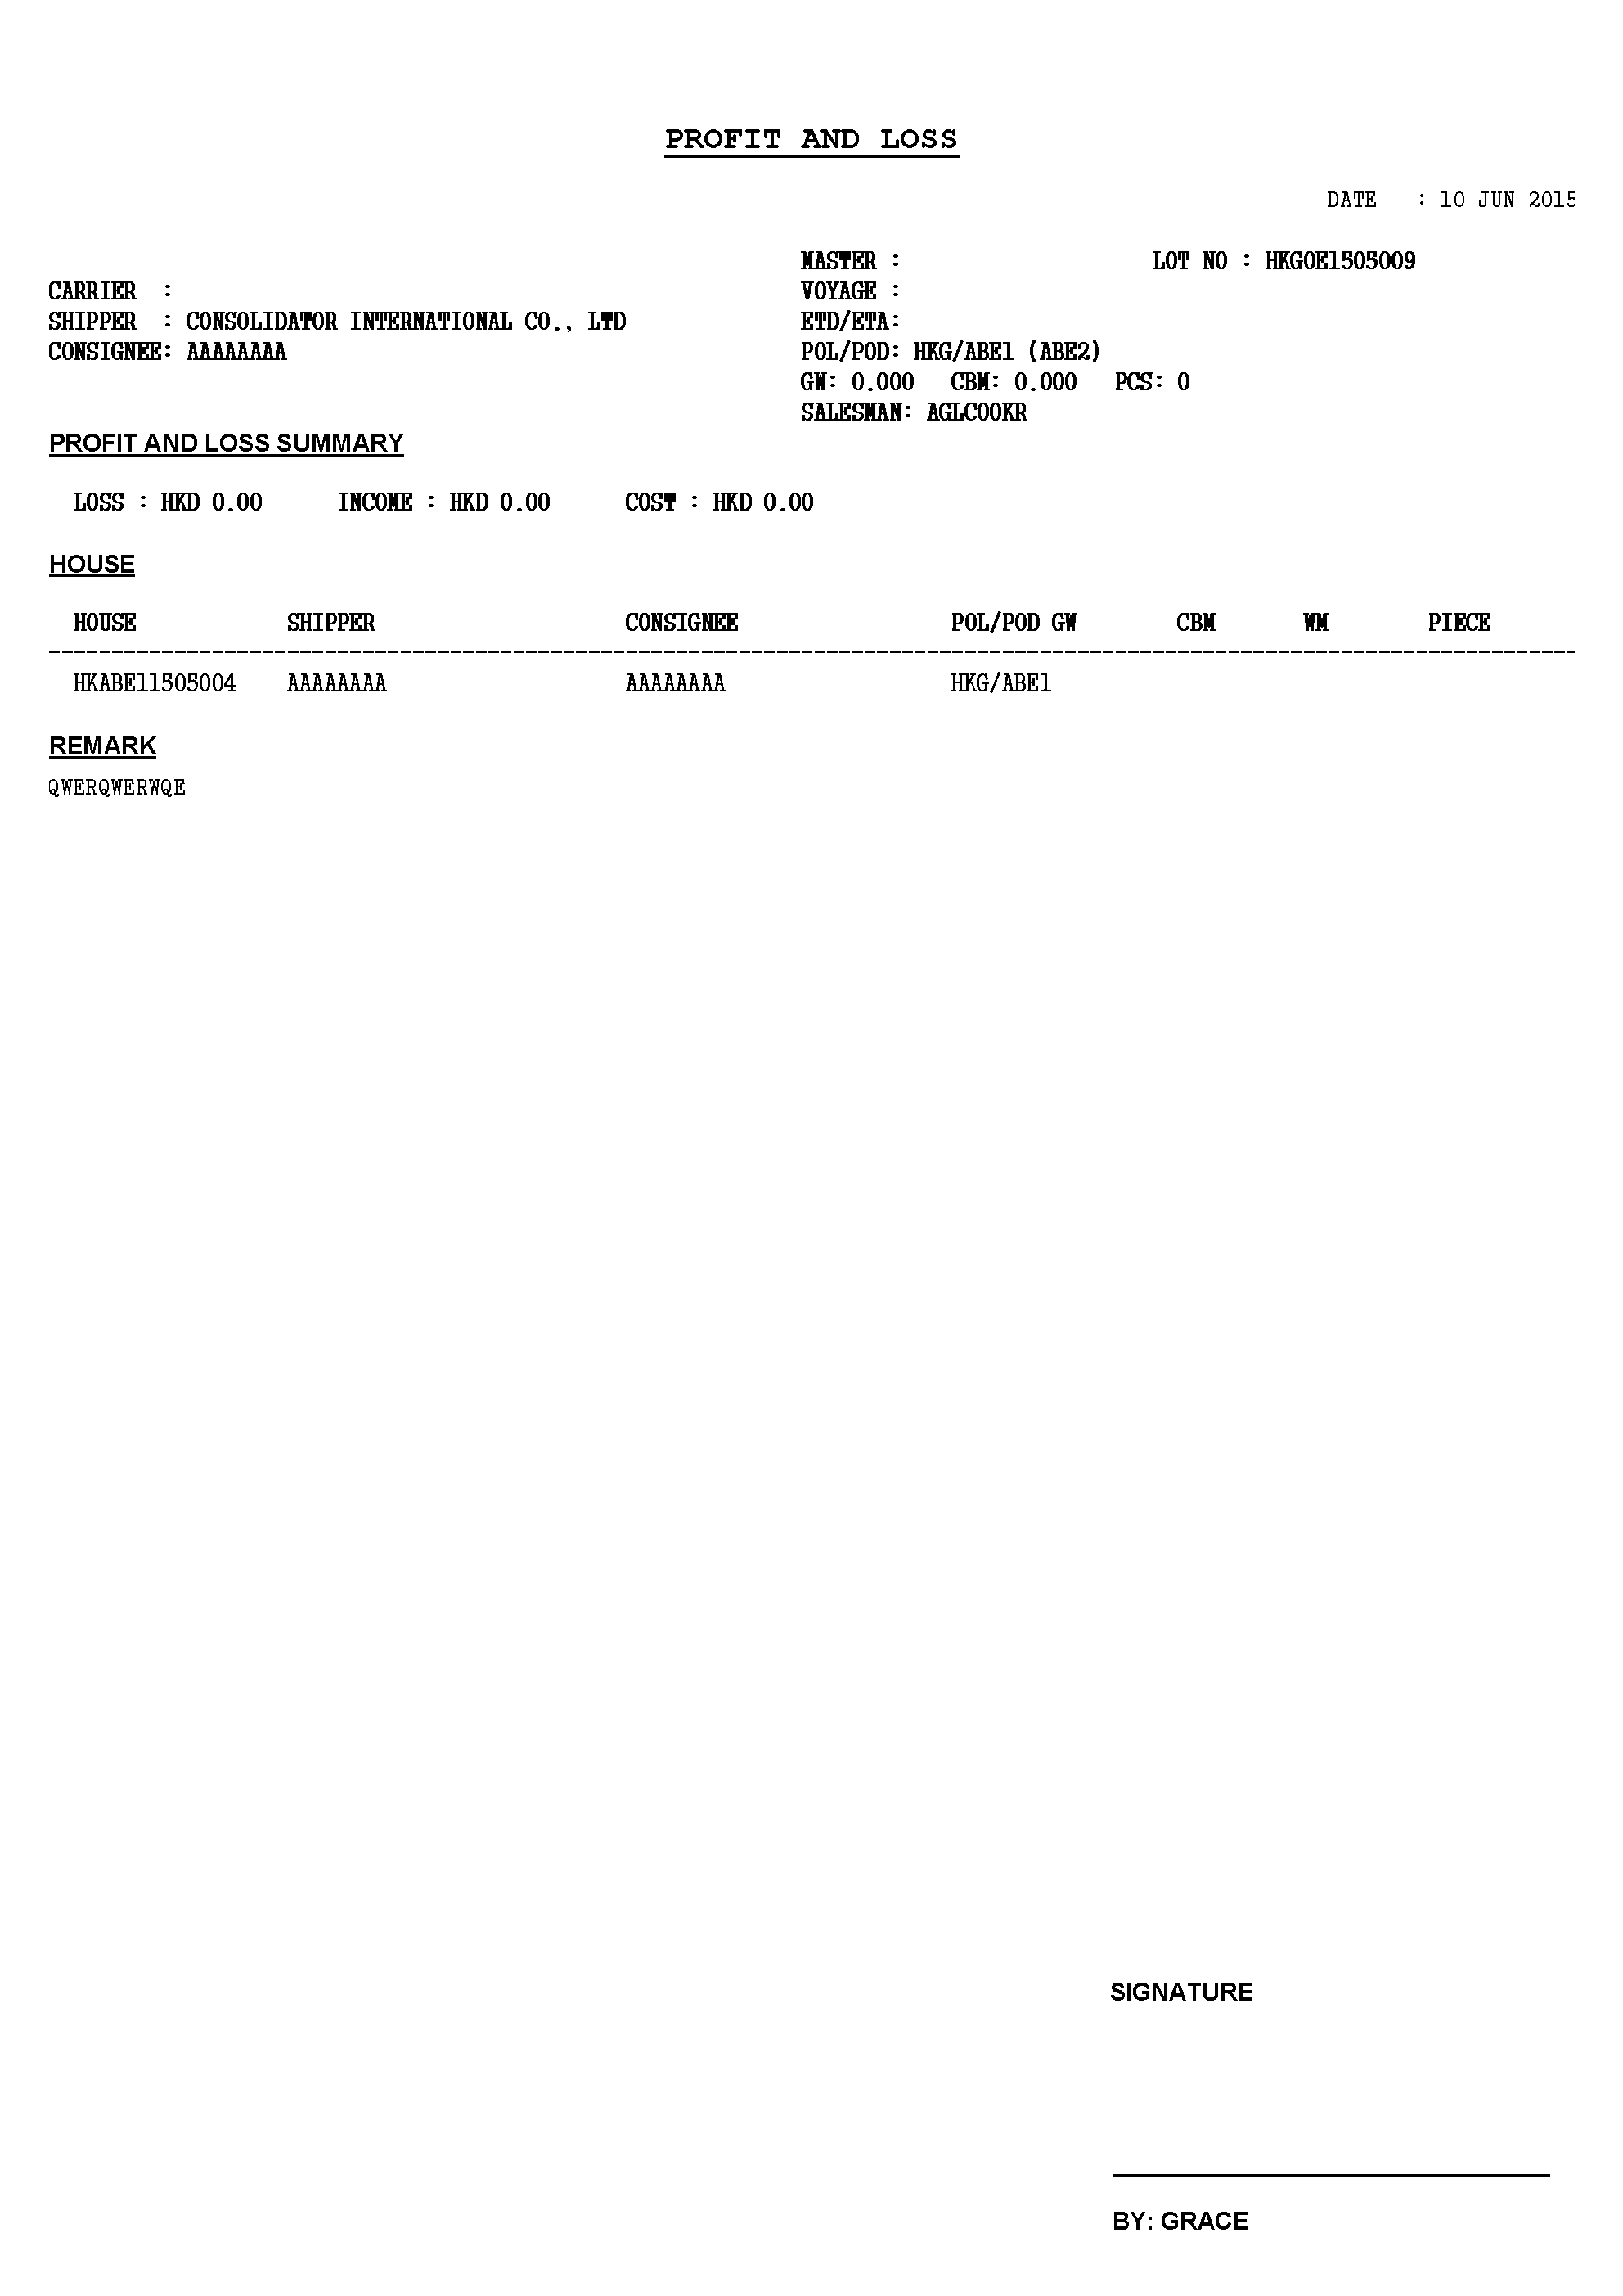 PROFIT AND LOSS
DATE : 10 JUN 2015
MASTER : LOT NO : HKGOE1505009
CARRIER : VOYAGE :
SHIPPER : CONSOLIDATOR INTERNATIONAL CO., LTD ETD/ETA:
CONSIGNEE: AAAAAAAA POL/POD: HKG/ABE1 (ABE2)
GW: 0.000 CBM: 0.000 PCS: 0
SALESMAN: AGLCOOKR
PROFIT AND LOSS SUMMARY
LOSS : HKD 0.00 INCOME : HKD 0.00 COST : HKD 0.00
HOUSE
HOUSE SHIPPER CONSIGNEE POL/POD GW CBM WM PIECE
HKABE11505004 AAAAAAAA AAAAAAAA HKG/ABE1
REMARK
QWERQWERWQE
SIGNATURE
BY: GRACE